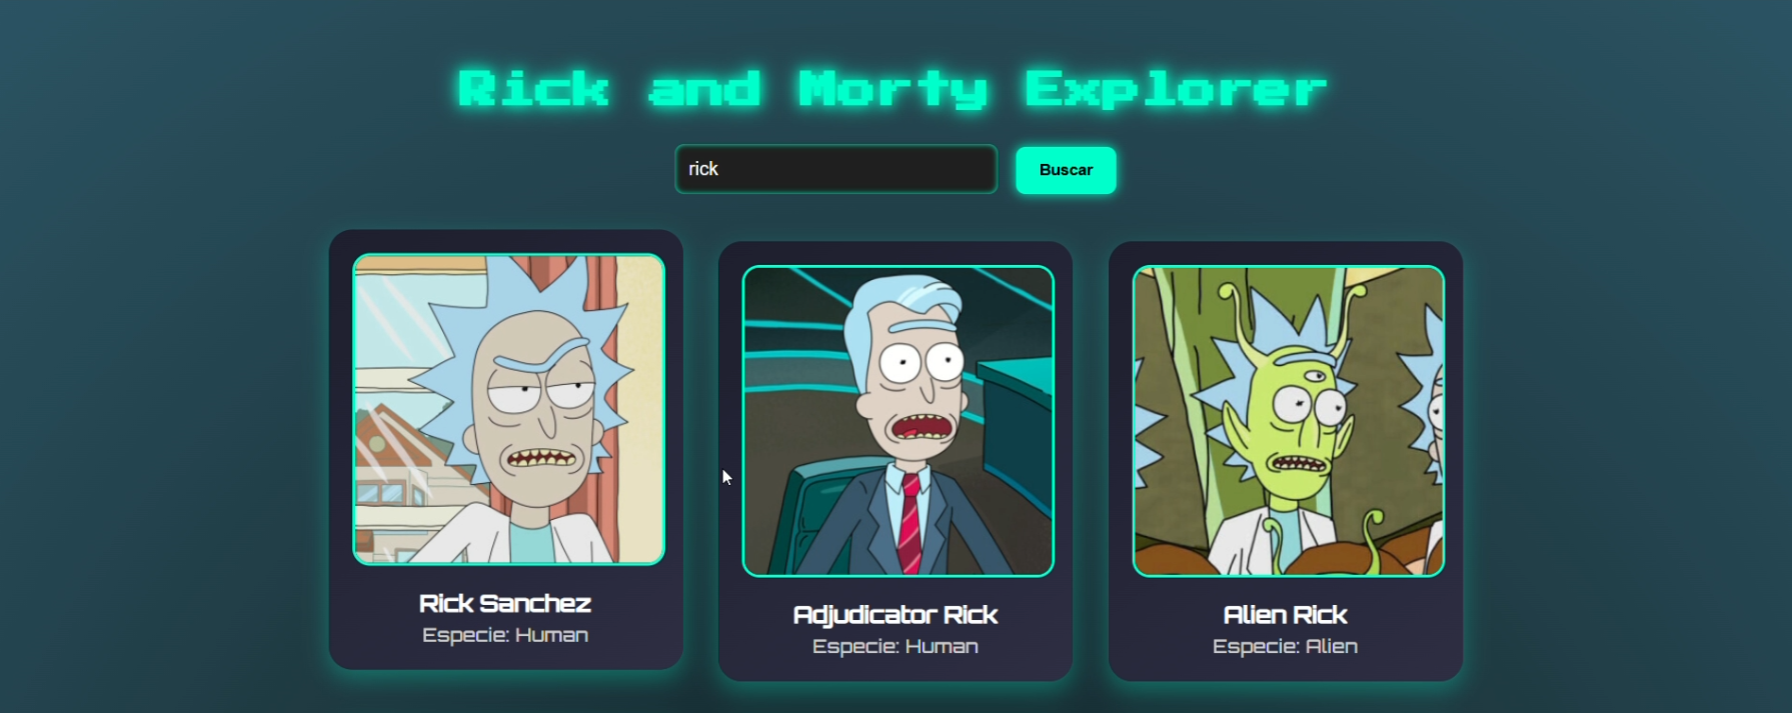 Rick and Morty Explorer
rick
Buscar
Rick Sanchez
Especie: Human
Adjudicator Rick
Especie: Human
Alien Rick
Especie: Alien